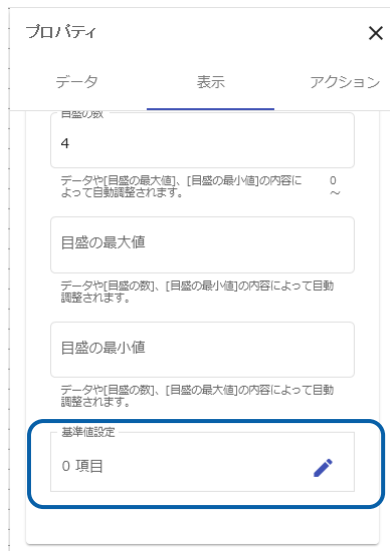 プロパティ
データ 表示 アクション
目盛の数
4
データや[目盛の最大値]、[目盛の最小値]の内容に 0
よって自動調整されます。 ～
目盛の最大値
データや[目盛の数]、[目盛の最小値]の内容によって自動
調整されます。
目盛の最小値
データや[目盛の数]、[目盛の最大値]の内容によって自動
調整されます。
基準値設定
0 項目